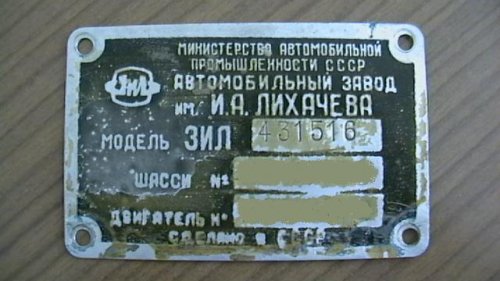 МИНИСТЕРСТВО АВТОМОБИЛЬНОЙ
ПРОМЫШЛЕННОСТИ СССР
ЗИЛ АВТОМОБИЛЬНЫЙ ЗАВОД
ИМ. И.А. ЛИХАЧЕВА
МОДЕЛЬ ЗИЛ 431516
ШАССИ №
ДВИГАТЕЛЬ №
СДЕЛАНО В СССР